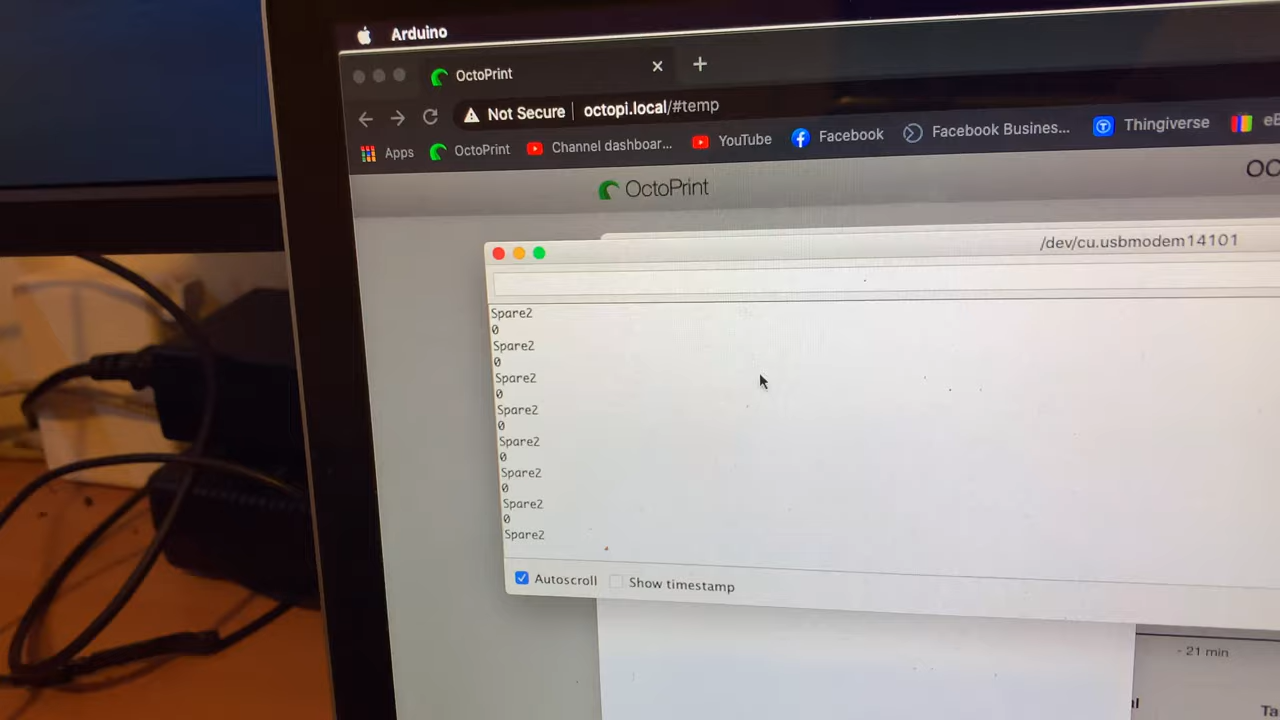 Arduino
OctoPrint
Not Secure | octopi.local/#temp
Apps OctoPrint Channel dashboar... YouTube Facebook Facebook Busines... Thingiverse
OctoPrint
/dev/cu.usbmodem14101
Spare2
0
Spare2
0
Spare2
0
Spare2
0
Spare2
0
Spare2
0
Spare2
0
Spare2
Autoscroll Show timestamp
- 21 min